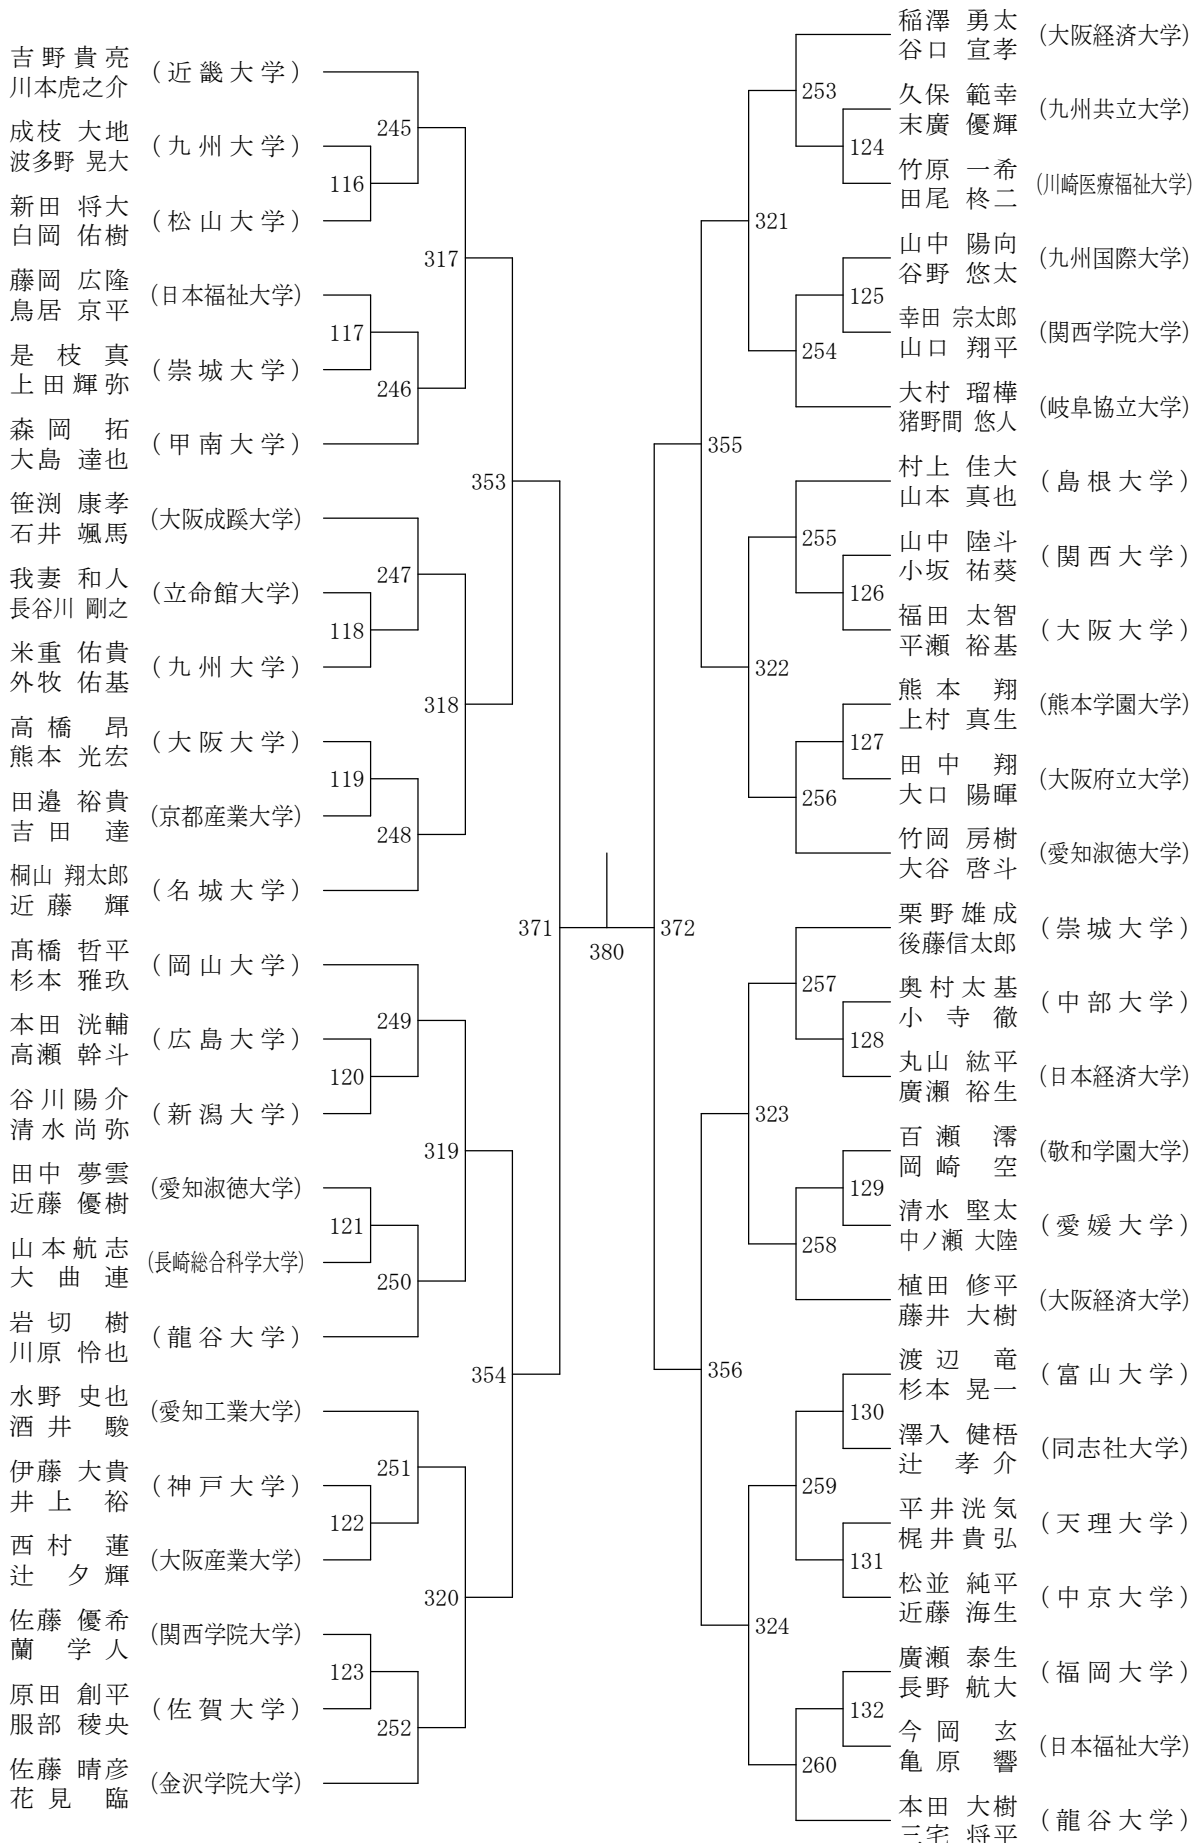 吉野貴亮
川本虎之介
(近畿大学)
成枝 大地
波多野 晃大
(九州大学)
新田 将大
白岡 佑樹
(松山大学)
藤岡 広隆
鳥居 京平
(日本福祉大学)
是枝真
上田輝弥
(崇城大学)
森岡 拓
大島 達也
(甲南大学)
笹渕 康孝
石井 颯馬
(大阪成蹊大学)
我妻 和人
長谷川 剛之
(立命館大学)
米重 佑貴
外牧 佑基
(九州大学)
高橋 昂
熊本 光宏
(大阪大学)
田邉 裕貴
吉田 達
(京都産業大学)
桐山 翔太郎
近藤 輝
(名城大学)
髙橋 哲平
杉本 雅玖
(岡山大学)
本田 洸輔
高瀬 幹斗
(広島大学)
谷川陽介
清水尚弥
(新潟大学)
田中 夢雲
近藤 優樹
(愛知淑徳大学)
山本航志
大曲連
(長崎総合科学大学)
岩切 樹
川原 怜也
(龍谷大学)
水野 史也
酒井 駿
(愛知工業大学)
伊藤 大貴
井上 裕
(神戸大学)
西村 蓮
辻 夕輝
(大阪産業大学)
佐藤 優希
蘭 学人
(関西学院大学)
原田 創平
服部 稜央
(佐賀大学)
佐藤 晴彦
花見 臨
(金沢学院大学)
245
116
317
117
246
353
247
118
318
119
248
371
249
120
319
121
250
354
251
122
320
123
252
380
372
253
124
321
125
254
355
255
126
322
127
256
257
128
323
129
258
356
130
259
131
324
132
260
稲澤 勇太
谷口 宣孝
(大阪経済大学)
久保 範幸
末廣 優輝
(九州共立大学)
竹原 一希
田尾 柊二
(川崎医療福祉大学)
山中 陽向
谷野 悠太
(九州国際大学)
幸田 宗太郎
山口 翔平
(関西学院大学)
大村 瑠樺
猪野間 悠人
(岐阜協立大学)
村上 佳大
山本 真也
(島根大学)
山中 陸斗
小坂 祐葵
(関西大学)
福田 太智
平瀬 裕基
(大阪大学)
熊本 翔
上村 真生
(熊本学園大学)
田中 翔
大口 陽暉
(大阪府立大学)
竹岡 房樹
大谷 啓斗
(愛知淑徳大学)
栗野雄成
後藤信太郎
(崇城大学)
奥村太基
小寺徹
(中部大学)
丸山 紘平
廣瀬 裕生
(日本経済大学)
百瀬 澪
岡崎 空
(敬和学園大学)
清水 堅太
中ノ瀬 大陸
(愛媛大学)
植田 修平
藤井 大樹
(大阪経済大学)
渡辺 竜
杉本 晃一
(富山大学)
澤入 健悟
辻 孝介
(同志社大学)
平井洸気
梶井貴弘
(天理大学)
松並 純平
近藤 海生
(中京大学)
廣瀬 泰生
長野 航大
(福岡大学)
今岡 玄
亀原 響
(日本福祉大学)
本田 大樹
三宅 将平
(龍谷大学)